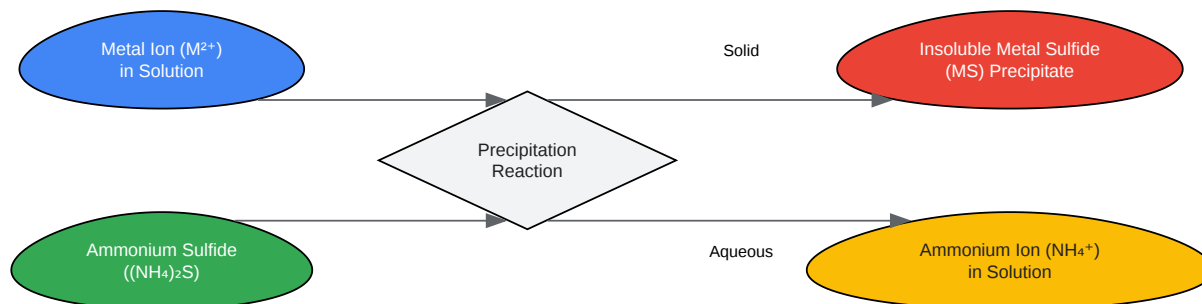 Metal Ion (M²⁺)
in Solution
Solid
Insoluble Metal Sulfide
(MS) Precipitate
Precipitation
Reaction
Ammonium Sulfide
((NH₄)₂S)
Aqueous
Ammonium Ion (NH₄⁺)
in Solution